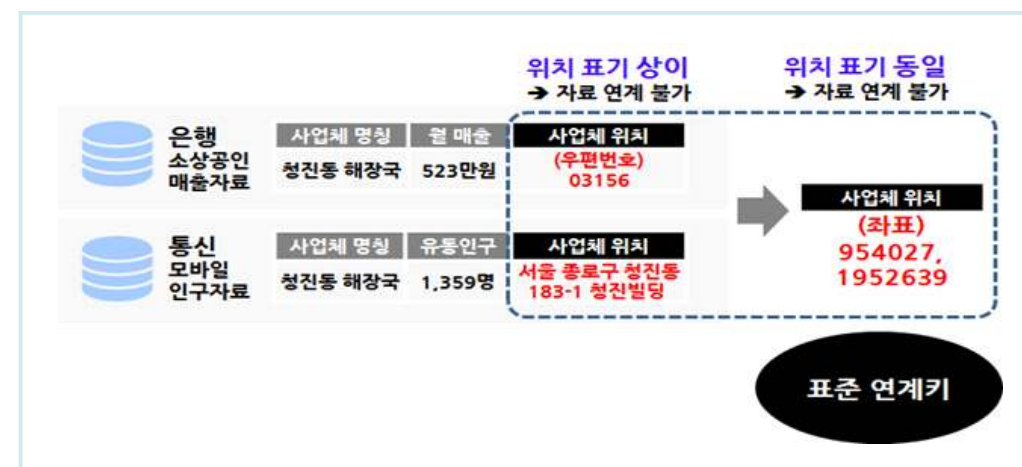 위치 표기 상이
➔ 자료 연계 불가
위치 표기 동일
➔ 자료 연계 불가
은행
소상공인
매출자료
사업체 명칭 월 매출 사업체 위치
청진동 해장국 523만원 (우편번호)
03156
통신
모바일
인구자료
사업체 명칭 유동인구 사업체 위치
청진동 해장국 1,359명 서울 종로구 청진동
183-1 청진빌딩
사업체 위치
(좌표)
954027,
1952639
표준 연계키